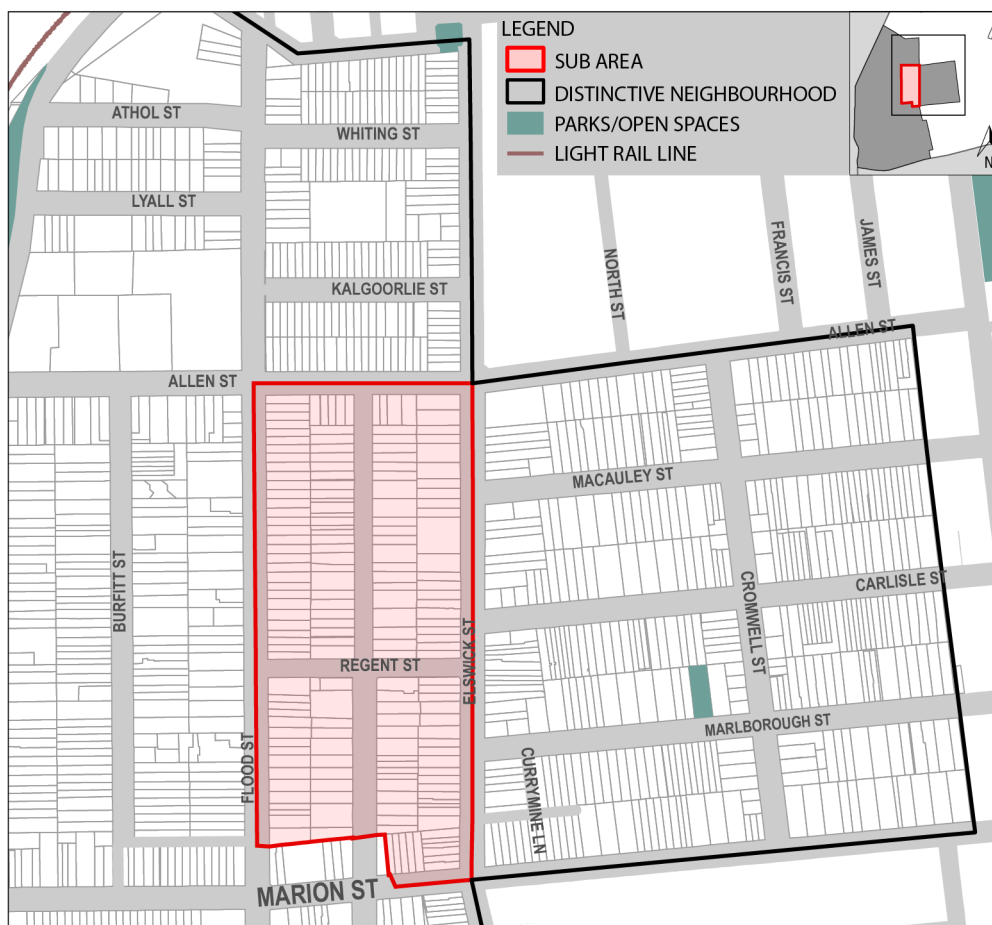 LEGEND
SUB AREA
DISTINCTIVE NEIGHBOURHOOD
PARKS/OPEN SPACES
LIGHT RAIL LINE
N
ATHOL ST
WHITING ST
LYALL ST
KALGOORLIE ST
NORTH ST
FRANCIS ST
JAMES ST
ALLEN ST
ALLEN ST
MACAULEY ST
BURFITT ST
CROMWELL ST
CARLISLE ST
REGENT ST
ELSWICK ST
MARLBOROUGH ST
FLOOD ST
CURRYMINE LN
MARION ST